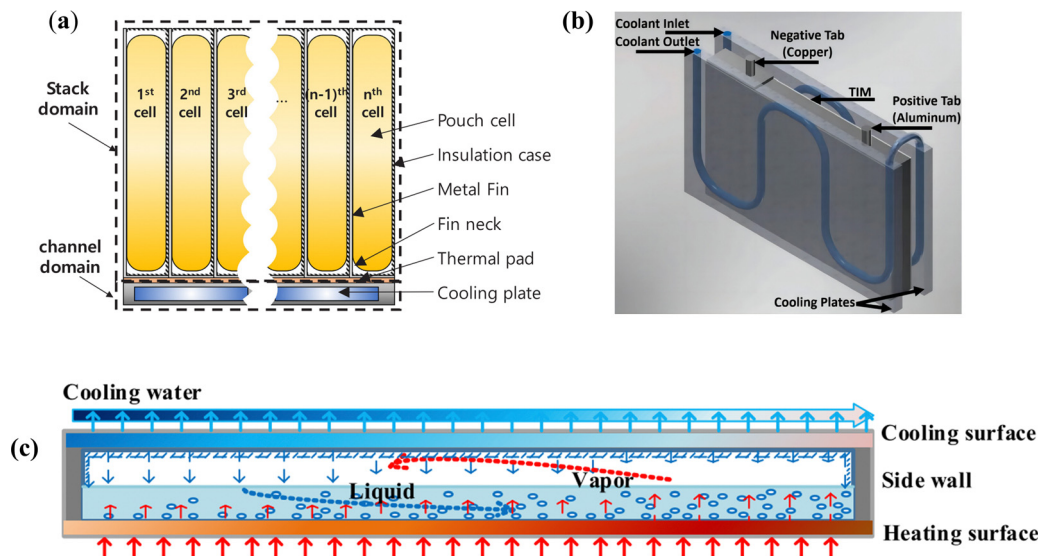 (a)
1st 2nd 3rd ... (n-1)th nth
cell cell cell cell cell
Stack
domain
channel
domain
Pouch cell
Insulation case
Metal Fin
Fin neck
Thermal pad
Cooling plate
(b)
Coolant Inlet
Coolant Outlet
Negative Tab
(Copper)
TIM
Positive Tab
(Aluminum)
Cooling Plates
(c)
Cooling water
Cooling surface
Vapor
Liquid
Side wall
Heating surface